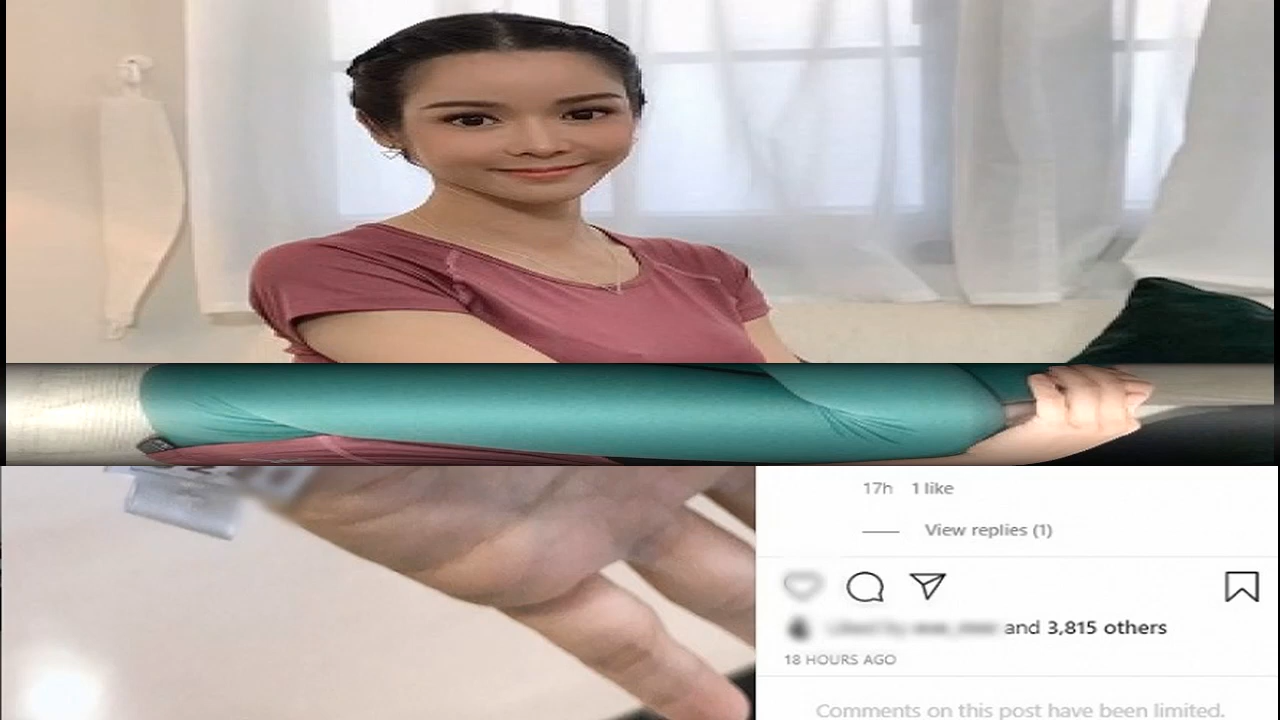 17h 1 like
View replies (1)
and 3,815 others
18 HOURS AGO
Comments on this post have been limited.